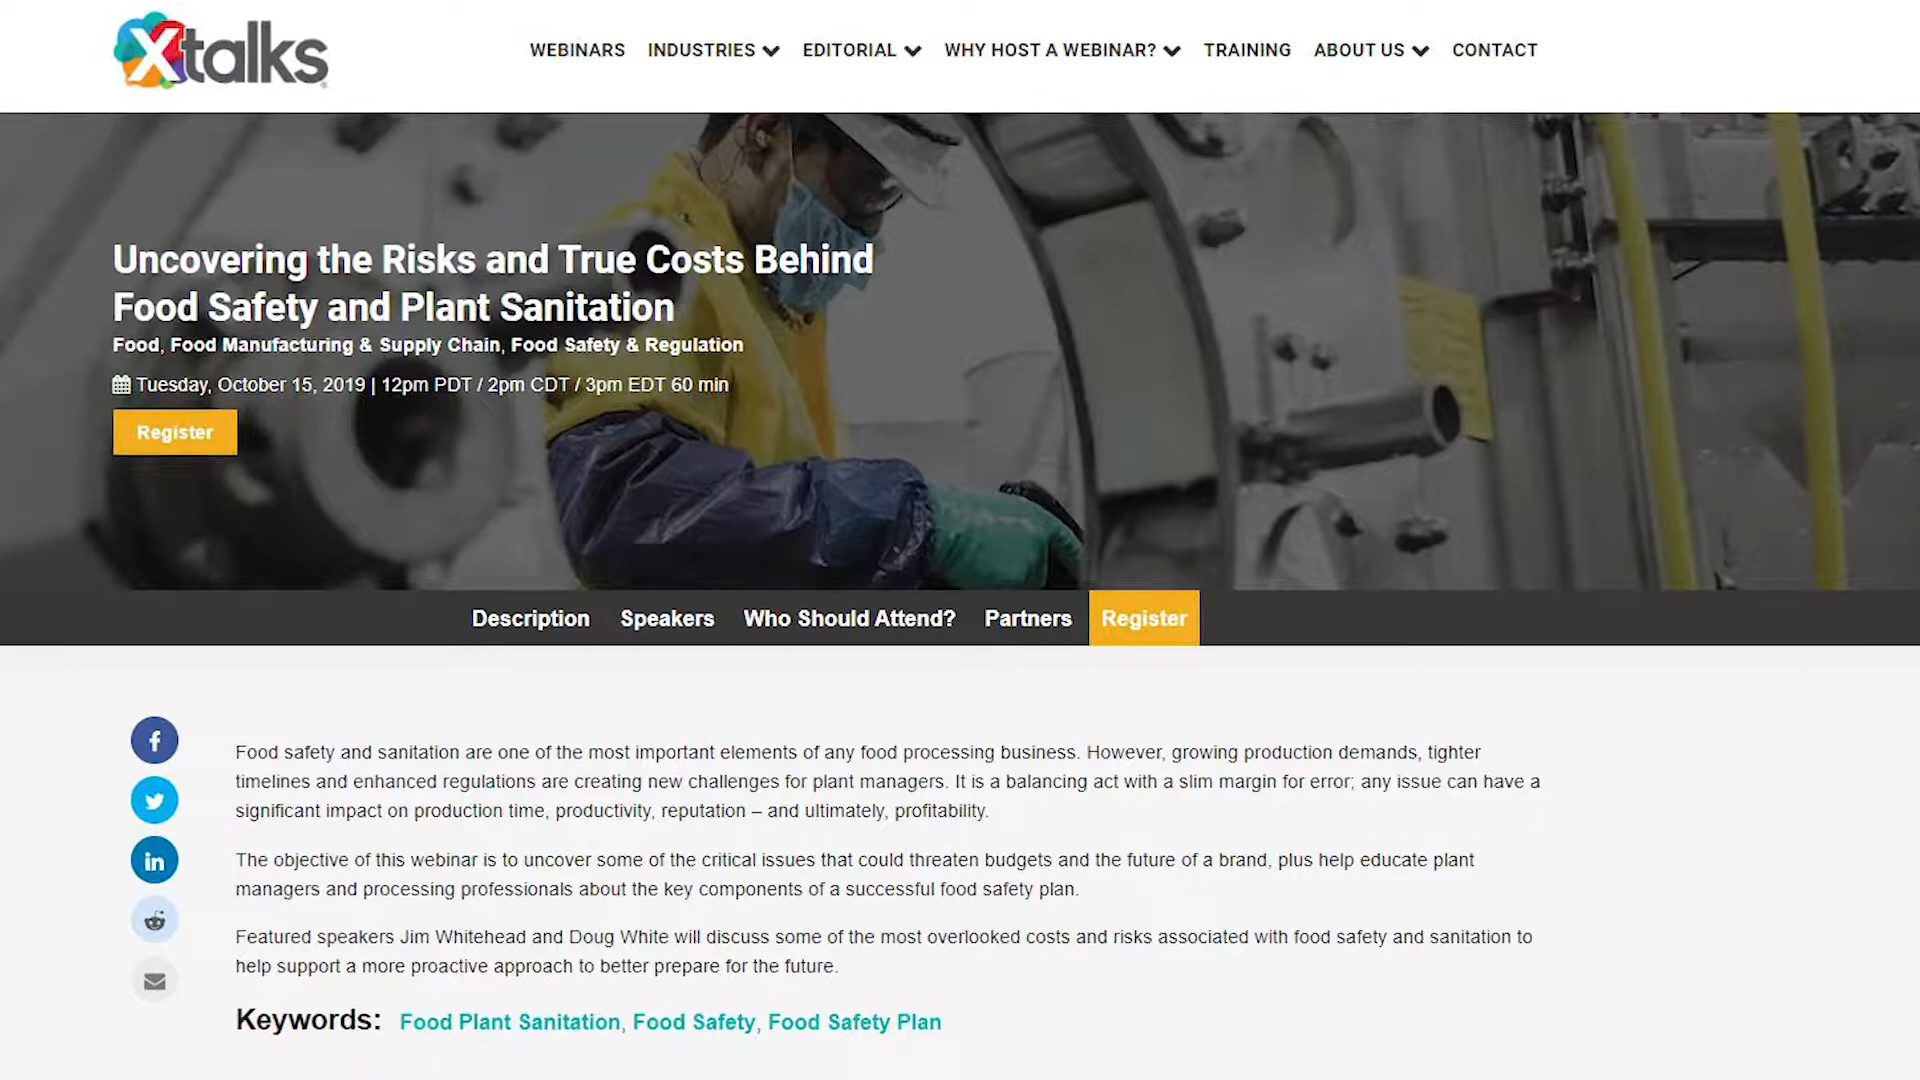 Xtalks
WEBINARS INDUSTRIES EDITORIAL WHY HOST A WEBINAR? TRAINING ABOUT US CONTACT
Uncovering the Risks and True Costs Behind
Food Safety and Plant Sanitation
Food, Food Manufacturing & Supply Chain, Food Safety & Regulation
Tuesday, October 15, 2019 | 12pm PDT / 2pm CDT / 3pm EDT 60 min
Register
Description Speakers Who Should Attend? Partners Register
Food safety and sanitation are one of the most important elements of any food processing business. However, growing production demands, tighter
timelines and enhanced regulations are creating new challenges for plant managers. It is a balancing act with a slim margin for error; any issue can have a
significant impact on production time, productivity, reputation – and ultimately, profitability.
The objective of this webinar is to uncover some of the critical issues that could threaten budgets and the future of a brand, plus help educate plant
managers and processing professionals about the key components of a successful food safety plan.
Featured speakers Jim Whitehead and Doug White will discuss some of the most overlooked costs and risks associated with food safety and sanitation to
help support a more proactive approach to better prepare for the future.
Keywords: Food Plant Sanitation, Food Safety, Food Safety Plan